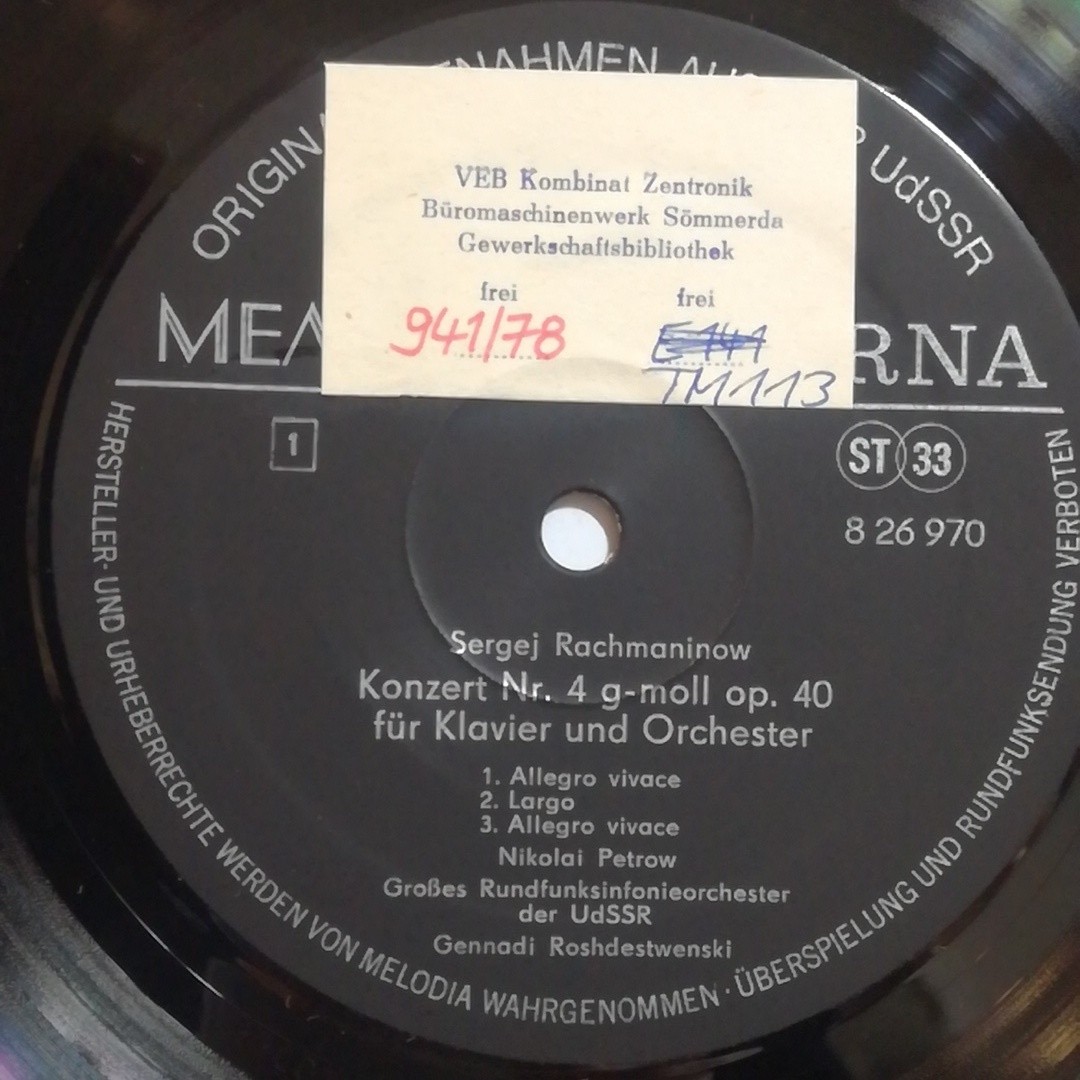 VEB Kombinat Zentronik
Büromaschinenwerk Sömmerda
Gewerkschaftsbibliothek
frei frei
941/78
TM113
UdSSR
1
ST 33
8 26 970
Sergej Rachmaninow
Konzert Nr. 4 g-moll op. 40
für Klavier und Orchester
1. Allegro vivace
2. Largo
3. Allegro vivace
Nikolai Petrow
Großes Rundfunksinfonieorchester
der UdSSR
Gennadi Roshdestwenski
HERSTELLER- UND URHEBERRECHTE WERDEN VON MELODIA WAHRGENOMMEN · ÜBERSPIELUNG UND RUNDFUNKSENDUNG VERBOTEN